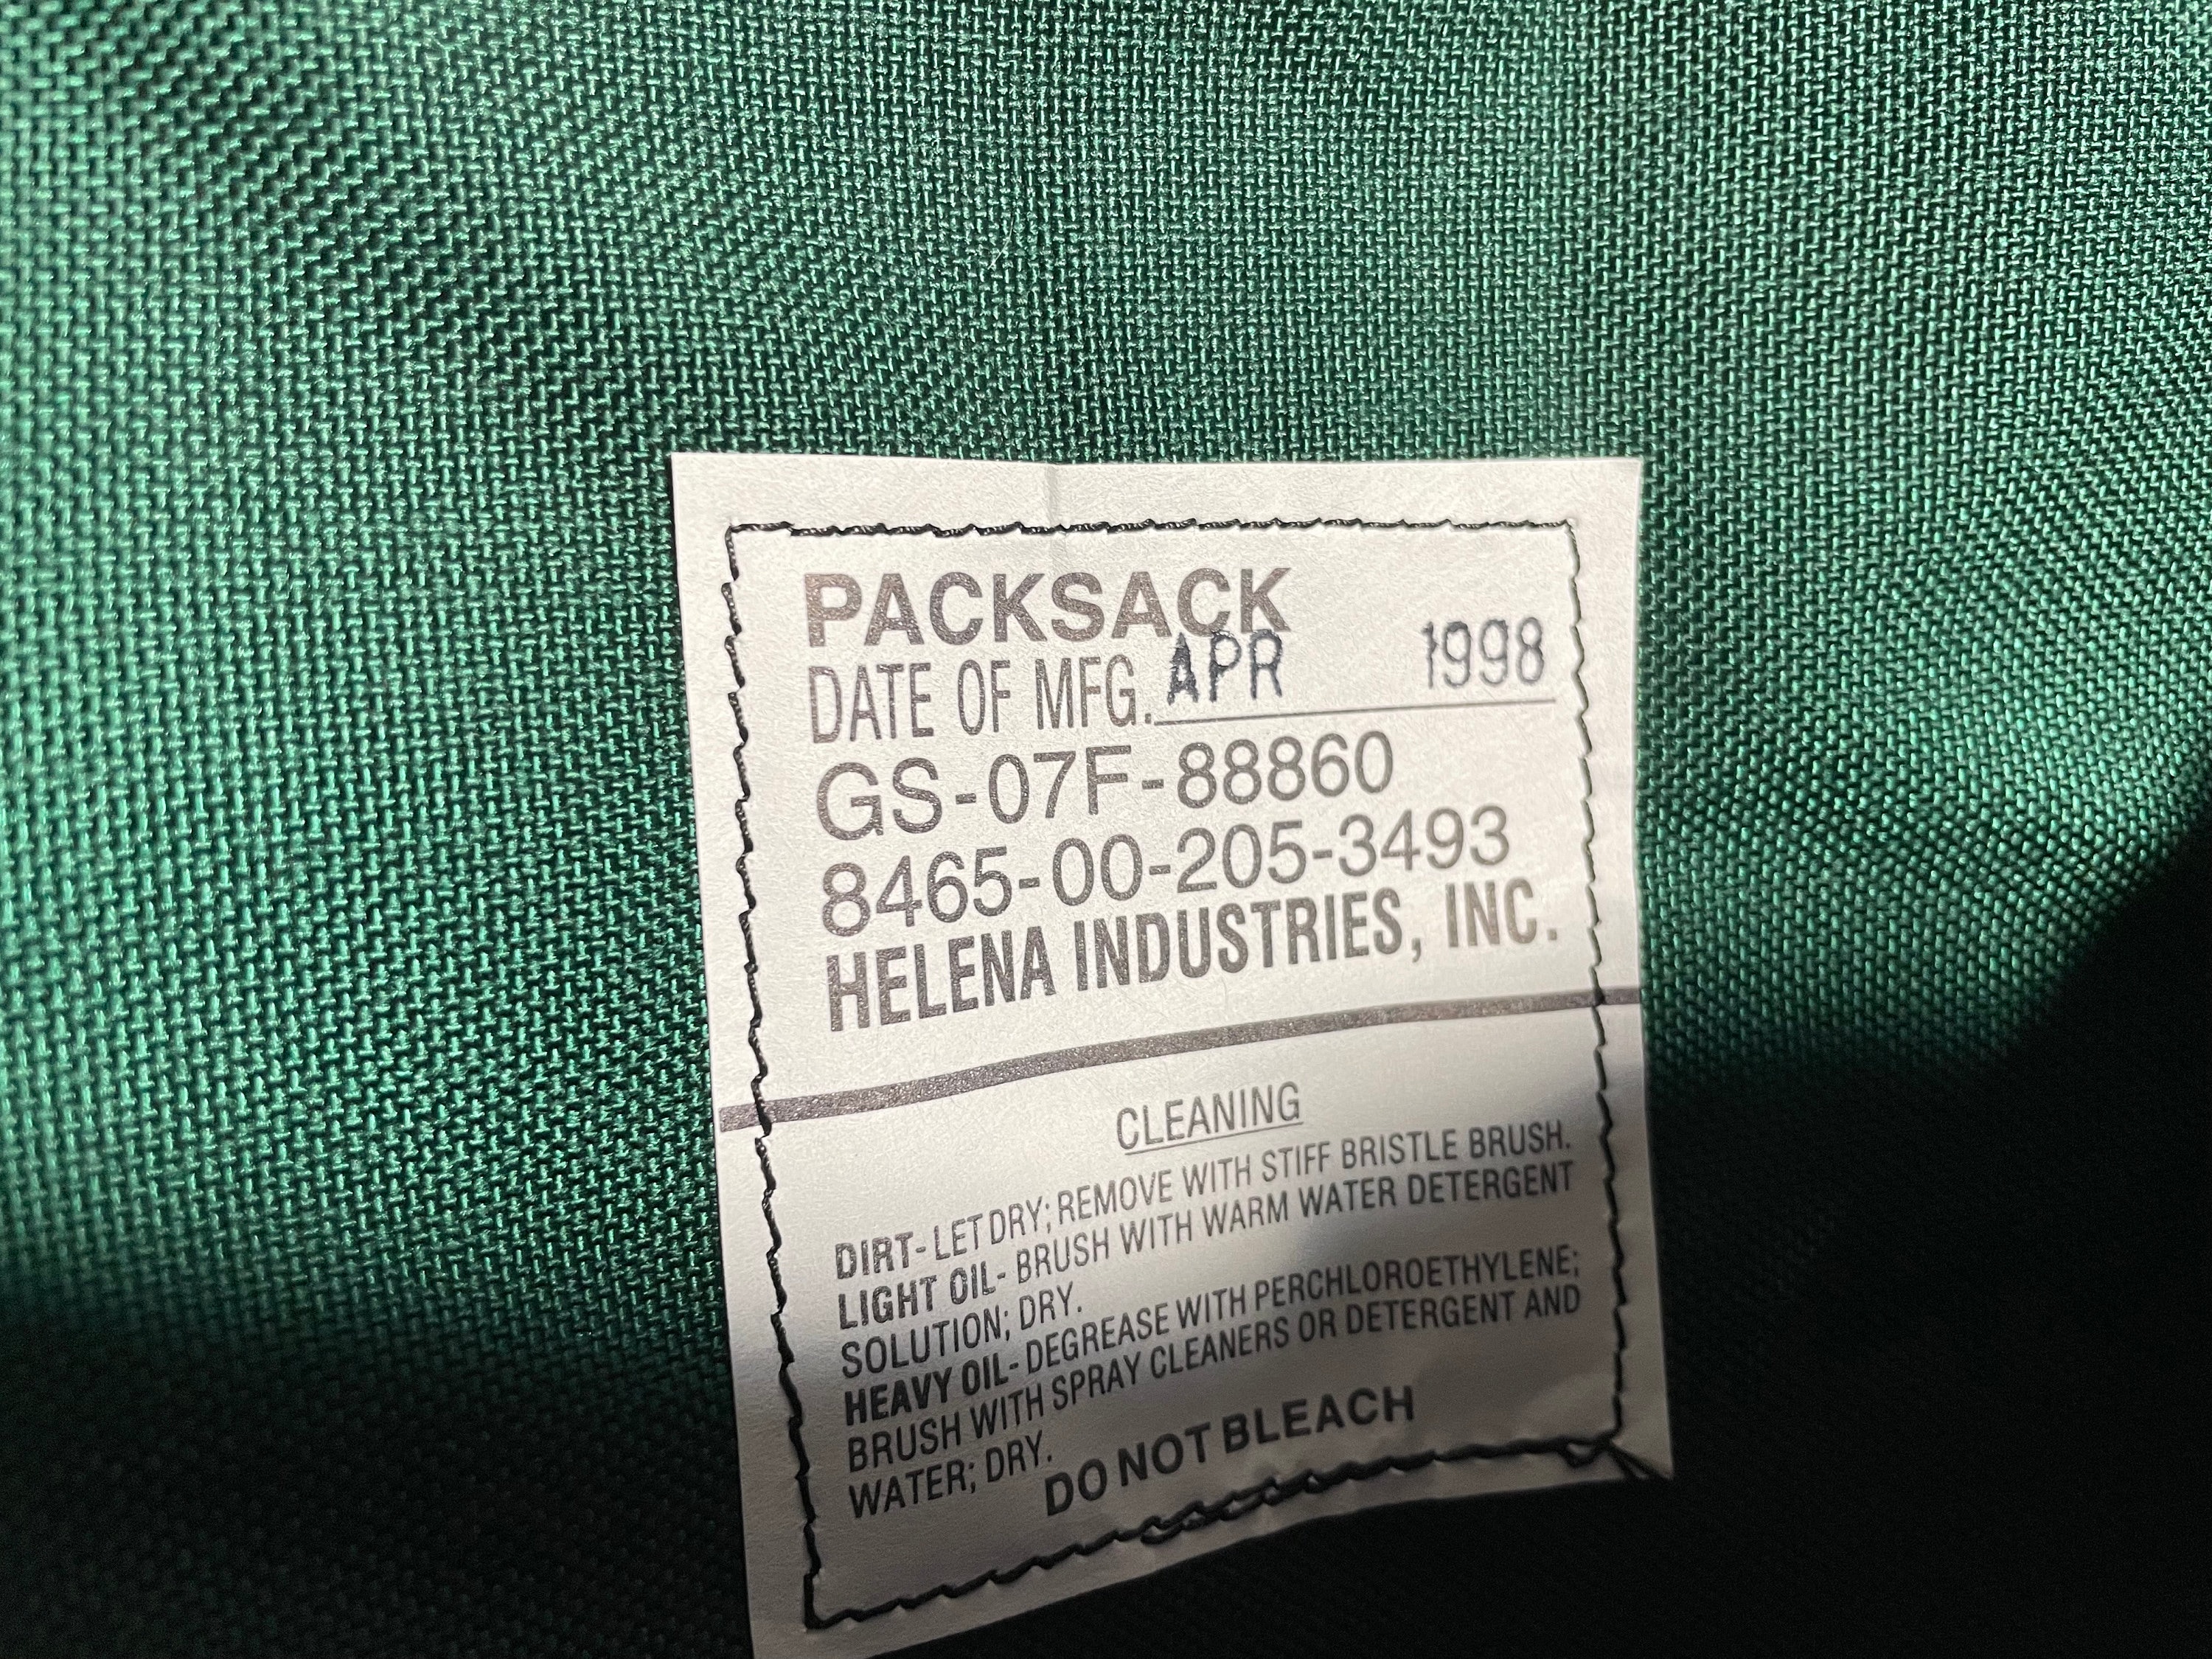 PACKSACK
DATE OF MFG. APR 1998
GS-07F-88860
8465-00-205-3493
HELENA INDUSTRIES, INC.
CLEANING
DIRT- LET DRY; REMOVE WITH STIFF BRISTLE BRUSH.
LIGHT OIL- BRUSH WITH WARM WATER DETERGENT
SOLUTION; DRY.
HEAVY OIL- DEGREASE WITH PERCHLOROETHYLENE;
BRUSH WITH SPRAY CLEANERS OR DETERGENT AND
WATER; DRY.
DO NOT BLEACH